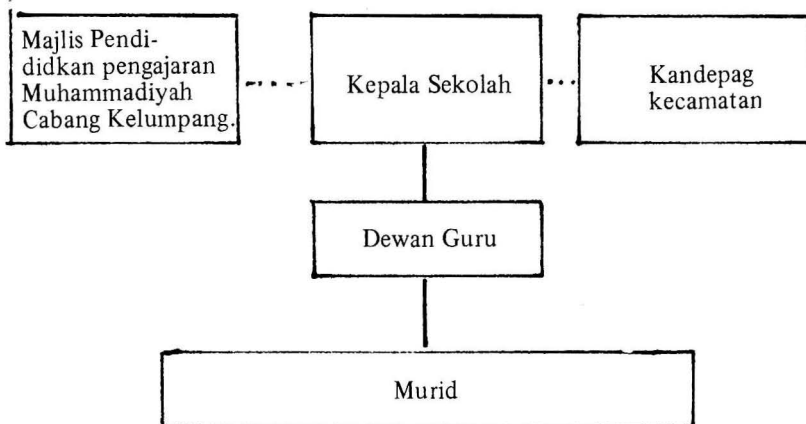 Majlis Pendi-
didkan pengajaran
Muhammadiyah
Cabang Kelumpang.
Kepala Sekolah
Kandepag
kecamatan
Dewan Guru
Murid